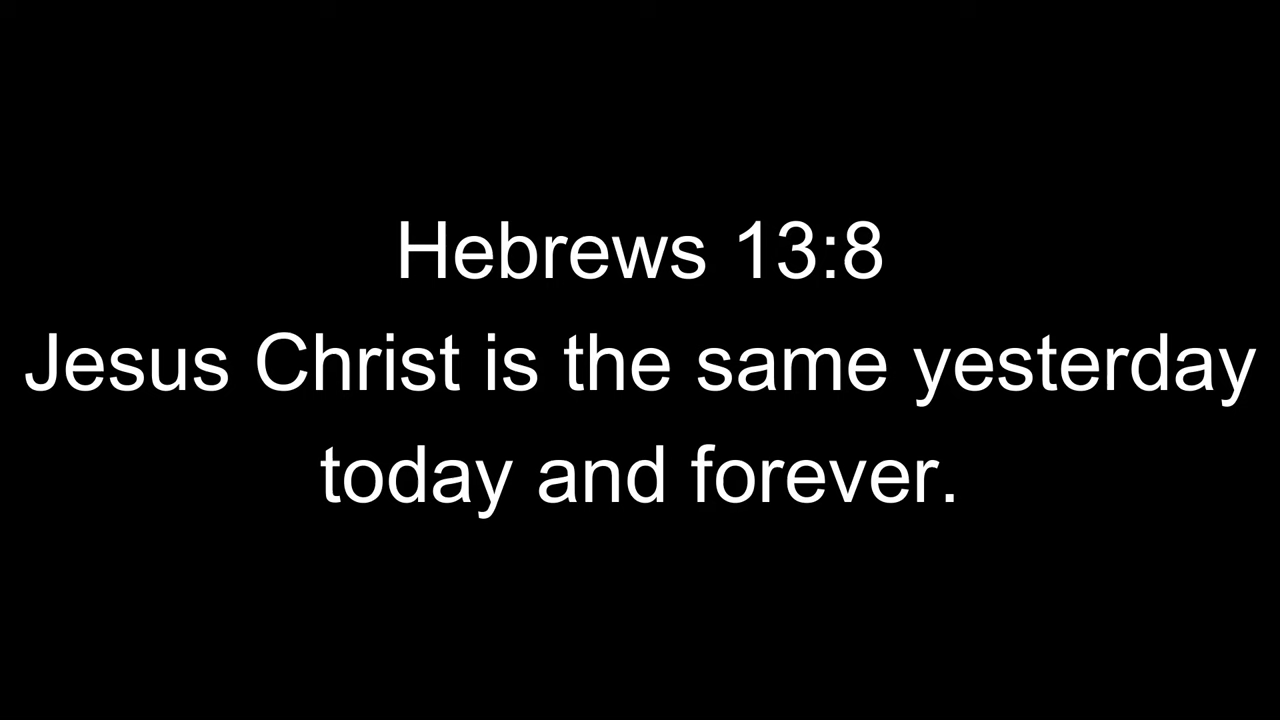 Hebrews 13:8
Jesus Christ is the same yesterday
today and forever.